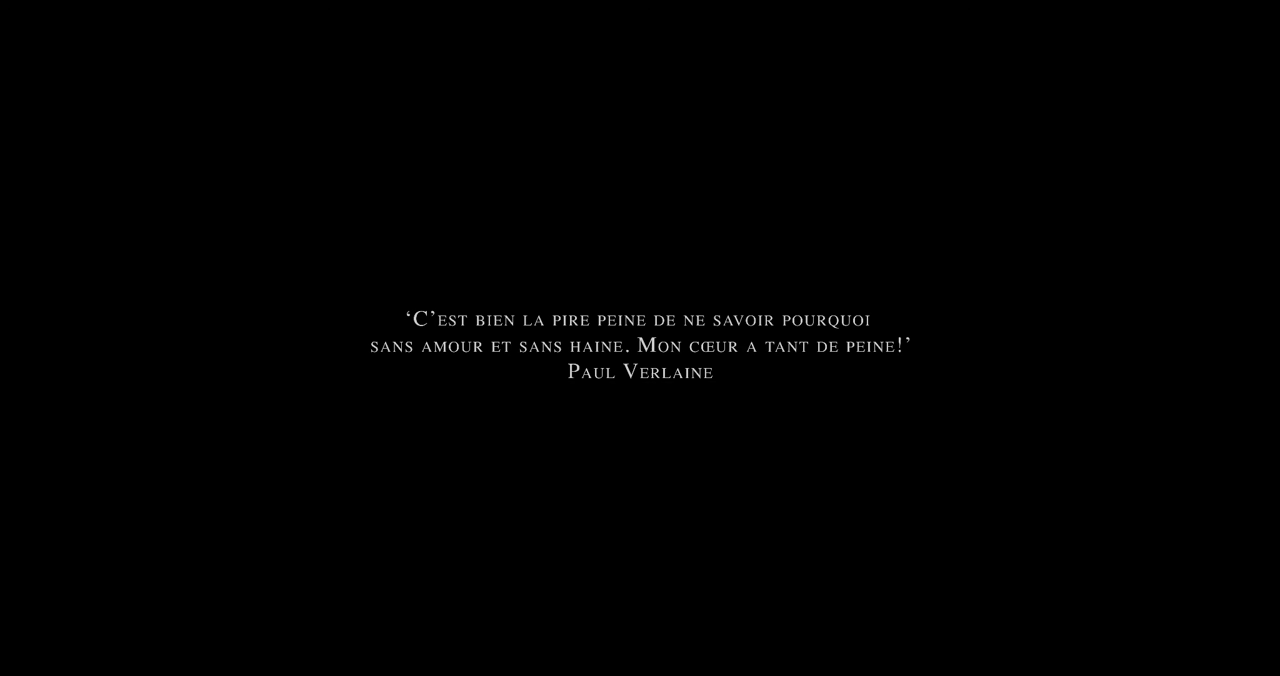 ‘C’est bien la pire peine de ne savoir pourquoi
sans amour et sans haine. Mon cœur a tant de peine!’
Paul Verlaine